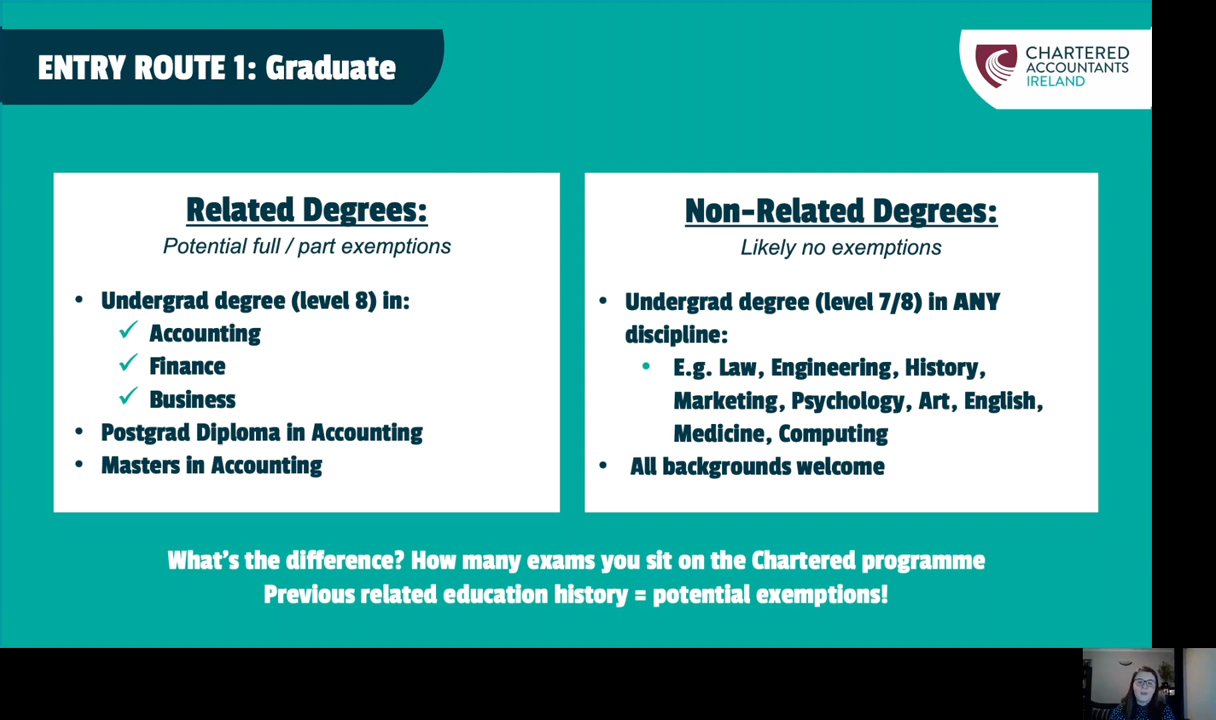 ENTRY ROUTE 1: Graduate
CHARTERED
ACCOUNTANTS
IRELAND
Related Degrees:
Potential full / part exemptions
• Undergrad degree (level 8) in:
✓ Accounting
✓ Finance
✓ Business
• Postgrad Diploma in Accounting
• Masters in Accounting
Non-Related Degrees:
Likely no exemptions
• Undergrad degree (level 7/8) in ANY
discipline:
• E.g. Law, Engineering, History,
Marketing, Psychology, Art, English,
Medicine, Computing
• All backgrounds welcome
What's the difference? How many exams you sit on the Chartered programme
Previous related education history = potential exemptions!